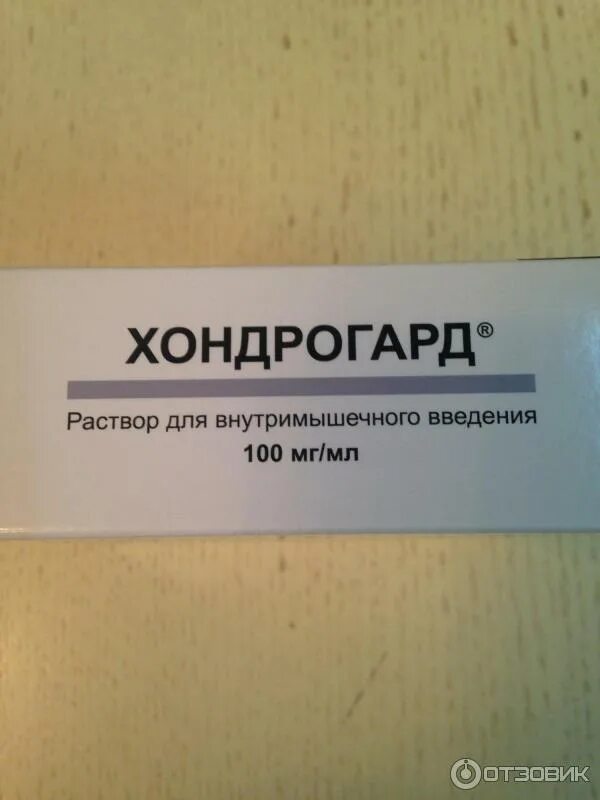 ХОНДРОГАРД®
Раствор для внутримышечного введения
100 мг/мл
ОТЗОВИК